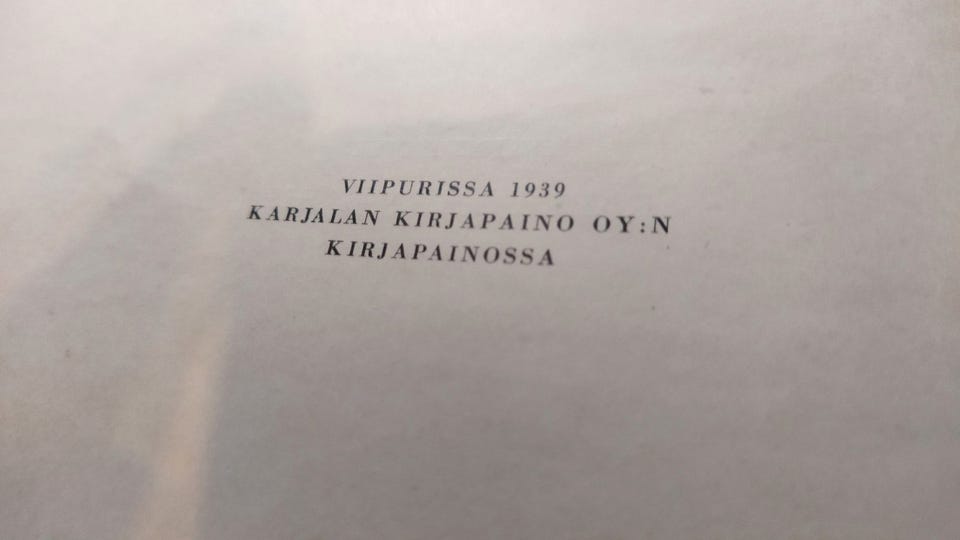 VIIPURISSA 1939
KARJALAN KIRJAPAINO OY:N
KIRJAPAINOSSA